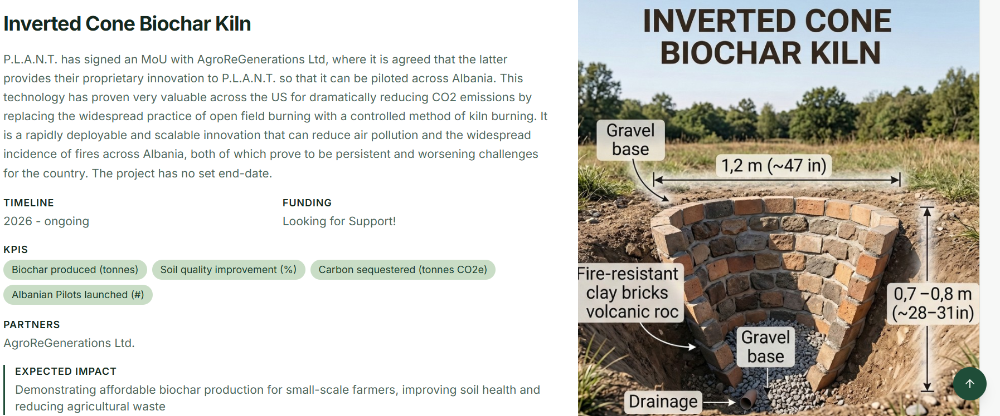 Inverted Cone Biochar Kiln
P.L.A.N.T. has signed an MoU with AgroReGenerations Ltd, where it is agreed that the latter
provides their proprietary innovation to P.L.A.N.T. so that it can be piloted across Albania. This
technology has proven very valuable across the US for dramatically reducing CO2 emissions by
replacing the widespread practice of open field burning with a controlled method of kiln burning. It
is a rapidly deployable and scalable innovation that can reduce air pollution and the widespread
incidence of fires across Albania, both of which prove to be persistent and worsening challenges
for the country. The project has no set end-date.
TIMELINE
2026 - ongoing
FUNDING
Looking for Support!
KPIS
Biochar produced (tonnes)
Soil quality improvement (%)
Carbon sequestered (tonnes CO2e)
Albanian Pilots launched (#)
PARTNERS
AgroReGenerations Ltd.
EXPECTED IMPACT
Demonstrating affordable biochar production for small-scale farmers, improving soil health and
reducing agricultural waste
INVERTED CONE
BIOCHAR KILN
Gravel
base
1,2 m (~47 in)
Fire-resistant
clay bricks
volcanic roc
0,7–0,8 m
(~28–31in)
Gravel
base
Drainage